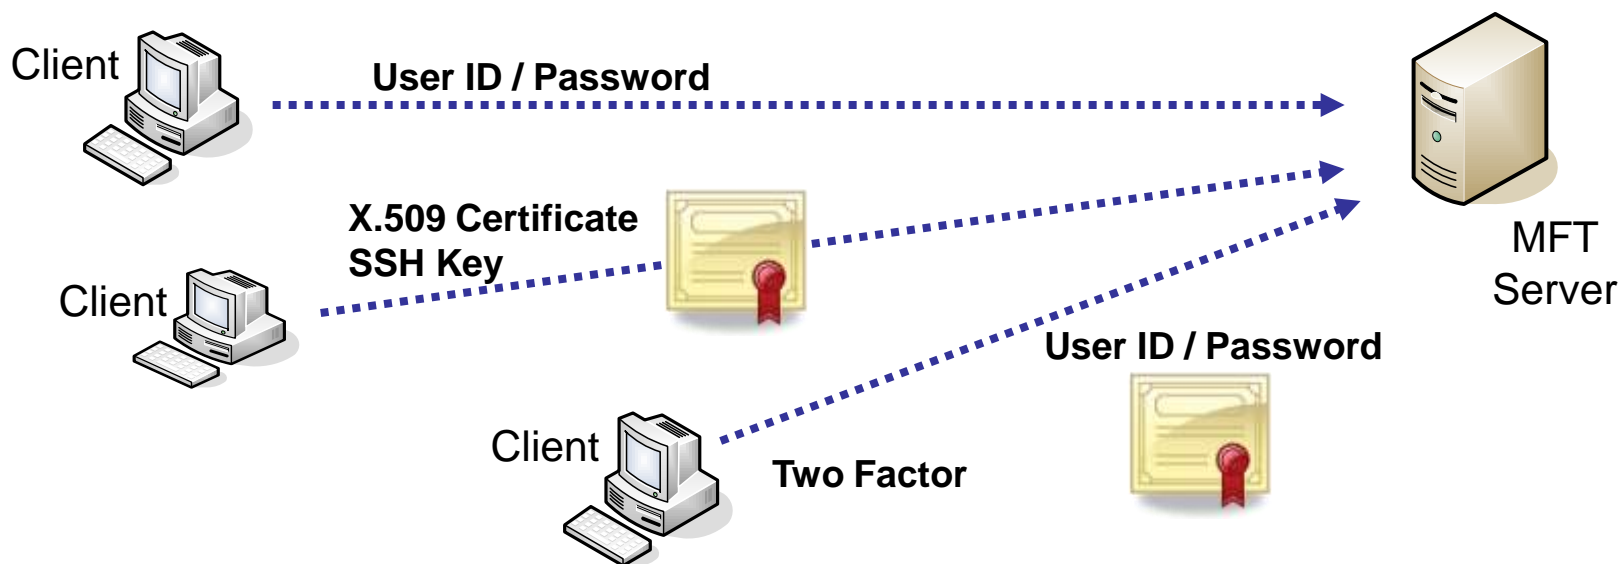 Client
User ID / Password
X.509 Certificate
SSH Key
MFT
Server
Client
User ID / Password
Client
Two Factor